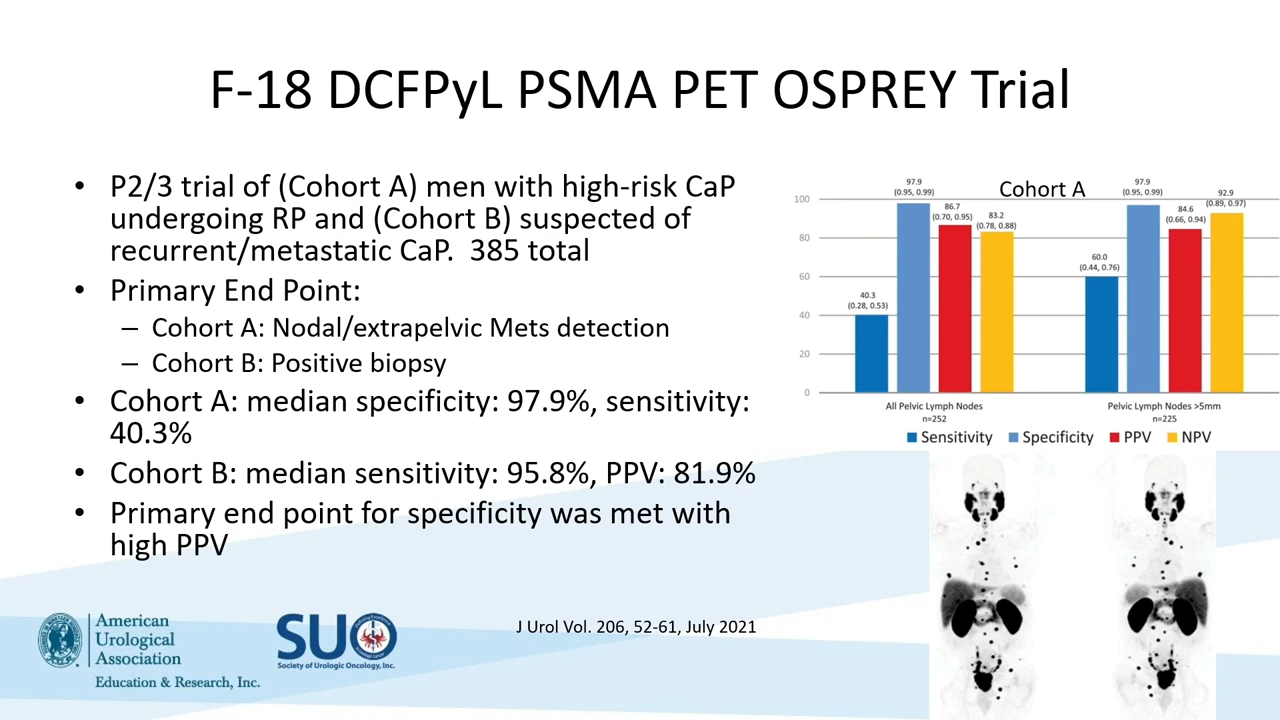 F-18 DCFPyL PSMA PET OSPREY Trial
• P2/3 trial of (Cohort A) men with high-risk CaP
undergoing RP and (Cohort B) suspected of
recurrent/metastatic CaP.  385 total
• Primary End Point:
– Cohort A: Nodal/extrapelvic Mets detection
– Cohort B: Positive biopsy
• Cohort A: median specificity: 97.9%, sensitivity:
40.3%
• Cohort B: median sensitivity: 95.8%, PPV: 81.9%
• Primary end point for specificity was met with
high PPV
Cohort A
100
80
60
40
20
0
40.3
(0.28, 0.53)
97.9
(0.95, 0.99)
86.7
(0.70, 0.95)
83.2
(0.78, 0.88)
60.0
(0.44, 0.76)
97.9
(0.95, 0.99)
84.6
(0.66, 0.94)
92.9
(0.89, 0.97)
All Pelvic Lymph Nodes
n=252
Pelvic Lymph Nodes >5mm
n=225
Sensitivity Specificity PPV NPV
American
Urological
Association
Education & Research, Inc.
SUO
Society of Urologic Oncology, Inc.
J Urol Vol. 206, 52-61, July 2021